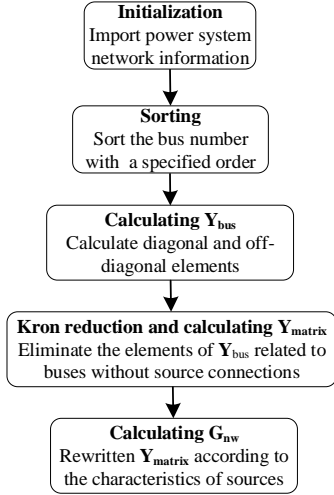 Initialization
Import power system
network information
Sorting
Sort the bus number
with a specified order
Calculating Ybus
Calculate diagonal and off-
diagonal elements
Kron reduction and calculating Ymatrix
Eliminate the elements of Ybus related to
buses without source connections
Calculating Gnw
Rewritten Ymatrix according to
the characteristics of sources